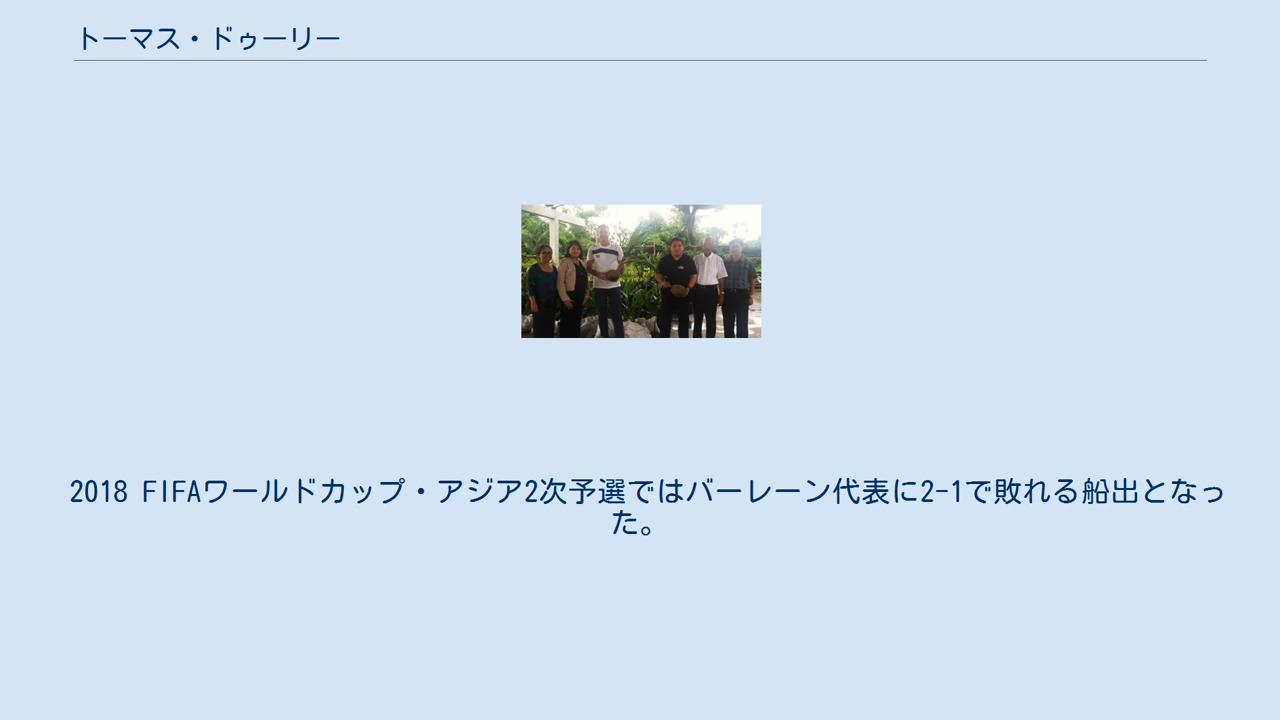 トーマス・ドゥーリー
2018 FIFAワールドカップ・アジア2次予選ではバーレーン代表に2-1で敗れる船出となっ
た。